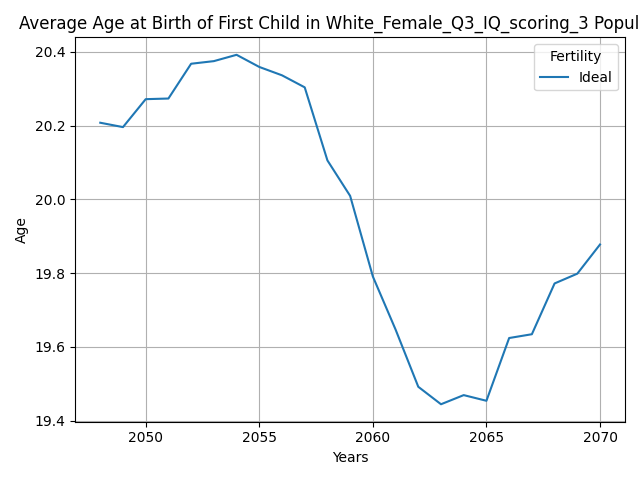 Average Age at Birth of First Child in White_Female_Q3_IQ_scoring_3 Popul
20.4
20.2
20.0
19.8
19.6
19.4
Age
Fertility
Ideal
2050 2055 2060 2065 2070
Years